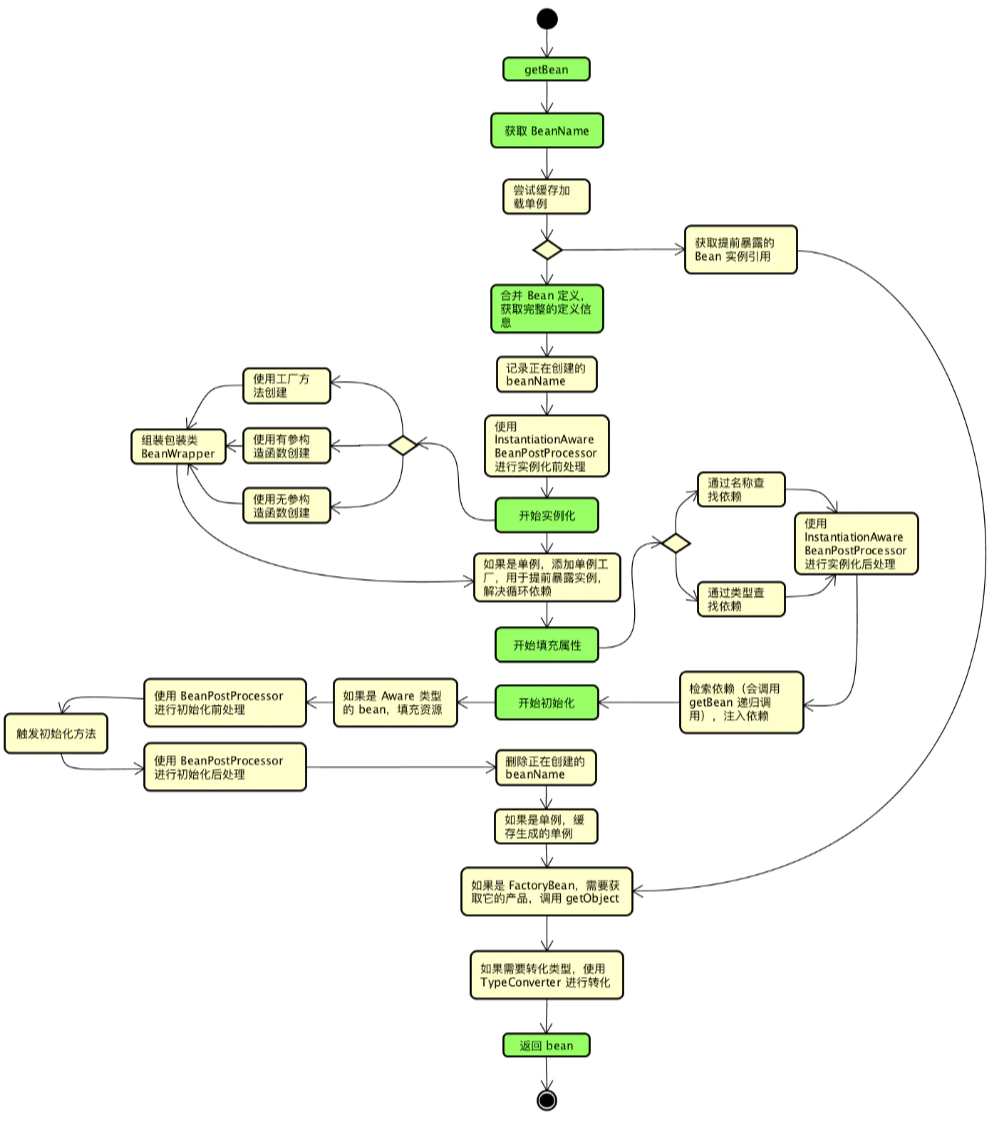 getBean
获取 BeanName
尝试缓存加
载单例
获取提前暴露的
Bean 实例引用
合并 Bean 定义,
获取完整的定义信
息
记录正在创建的
beanName
使用
InstantiationAware
BeanPostProcessor
进行实例化前处理
开始实例化
使用工厂方
法创建
使用有参构
造函数创建
使用无参构
造函数创建
组装包装类
BeanWrapper
如果是单例，添加单例工
厂，用于提前暴露实例，
解决循环依赖
开始填充属性
通过名称查
找依赖
通过类型查
找依赖
使用
InstantiationAware
BeanPostProcessor
进行实例化后处理
检索依赖（会调用
getBean 递归调
用），注入依赖
开始初始化
如果是 Aware 类型
的 bean，填充资源
使用 BeanPostProcessor
进行初始化前处理
触发初始化方法
使用 BeanPostProcessor
进行初始化后处理
删除正在创建的
beanName
如果是单例，缓
存生成的单例
如果是 FactoryBean，需要获
取它的产品，调用 getObject
如果需要转化类型，使用
TypeConverter 进行转化
返回 bean